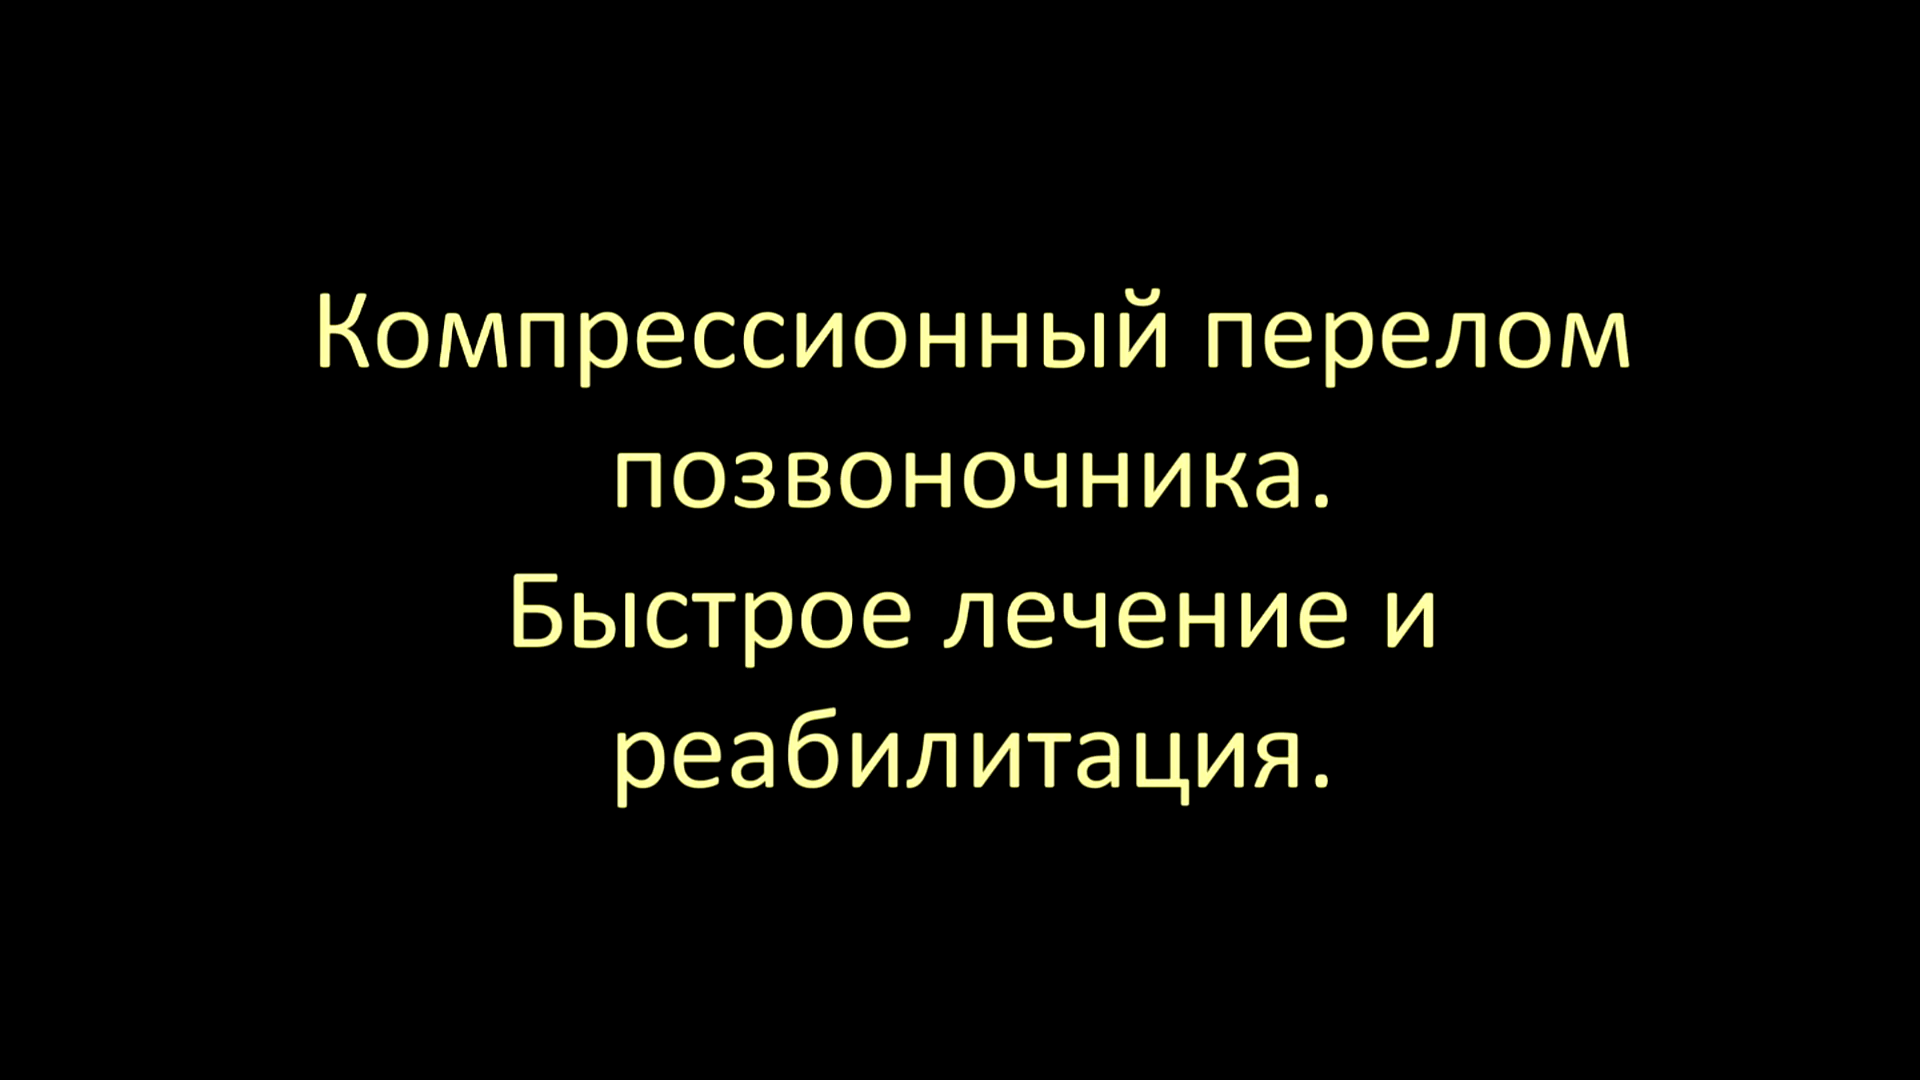 Компрессионный перелом
позвоночника.
Быстрое лечение и
реабилитация.